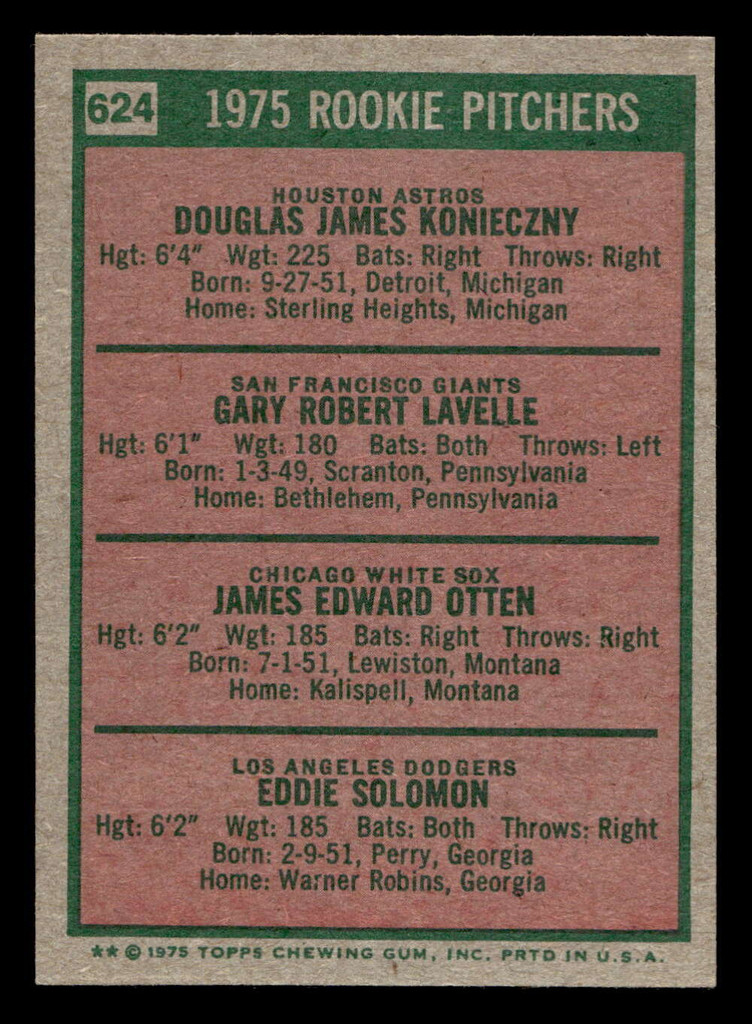 624 1975 ROOKIE PITCHERS
HOUSTON ASTROS
DOUGLAS JAMES KONIECZNY
Hgt: 6'4" Wgt: 225 Bats: Right Throws: Right
Born: 9-27-51, Detroit, Michigan
Home: Sterling Heights, Michigan
SAN FRANCISCO GIANTS
GARY ROBERT LAVELLE
Hgt: 6'1" Wgt: 180 Bats: Both Throws: Left
Born: 1-3-49, Scranton, Pennsylvania
Home: Bethlehem, Pennsylvania
CHICAGO WHITE SOX
JAMES EDWARD OTTEN
Hgt: 6'2" Wgt: 185 Bats: Right Throws: Right
Born: 7-1-51, Lewiston, Montana
Home: Kalispell, Montana
LOS ANGELES DODGERS
EDDIE SOLOMON
Hgt: 6'2" Wgt: 185 Bats: Both Throws: Right
Born: 2-9-51, Perry, Georgia
Home: Warner Robins, Georgia
★★ © 1975 TOPPS CHEWING GUM, INC. PRTD IN U.S.A.